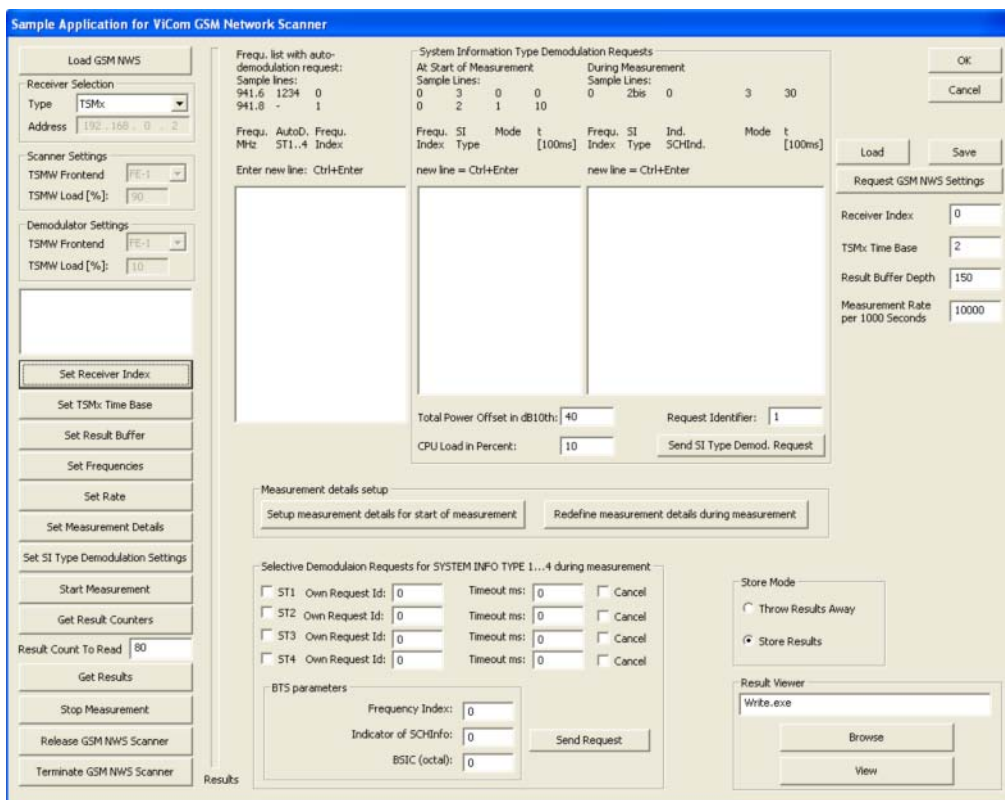 Sample Application for ViCom GSM Network Scanner
Load GSM NWS
Receiver Selection
Type TSMx
Address 192 . 168 . 0 . 2
Scanner Settings
TSMW Frontend FE-1
TSMW Load [%]: 90
Demodulator Settings
TSMW Frontend FE-1
TSMW Load [%]: 10
Set Receiver Index
Set TSMx Time Base
Set Result Buffer
Set Frequencies
Set Rate
Set Measurement Details
Set SI Type Demodulation Settings
Start Measurement
Get Result Counters
Result Count To Read 80
Get Results
Stop Measurement
Release GSM NWS Scanner
Terminate GSM NWS Scanner
Results
Frequ. list with auto-
demodulation request:
Sample lines:
941.6 1234 0
941.8 - 1
Frequ. AutoD. Frequ.
MHz ST1..4 Index
Enter new line: Ctrl+Enter
System Information Type Demodulation Requests
At Start of Measurement
Sample Lines:
0 3 0 0
0 2 1 10
Frequ. SI Mode t
Index Type [100ms]
new line = Ctrl+Enter
During Measurement
Sample Lines:
0 2bis 0 3 30
Frequ. SI Ind. Mode t
Index Type SCHInd. [100ms]
new line = Ctrl+Enter
Total Power Offset in dB10th: 40
Request Identifier: 1
CPU Load in Percent: 10
Send SI Type Demod. Request
Measurement details setup
Setup measurement details for start of measurement
Redefine measurement details during measurement
Selective Demodulaion Requests for SYSTEM INFO TYPE 1...4 during measurement
ST1 Own Request Id: 0 Timeout ms: 0 Cancel
ST2 Own Request Id: 0 Timeout ms: 0 Cancel
ST3 Own Request Id: 0 Timeout ms: 0 Cancel
ST4 Own Request Id: 0 Timeout ms: 0 Cancel
BTS parameters
Frequency Index: 0
Indicator of SCHInfo: 0
BSIC (octal): 0
Send Request
OK
Cancel
Load
Save
Request GSM NWS Settings
Receiver Index 0
TSMx Time Base 2
Result Buffer Depth 150
Measurement Rate
per 1000 Seconds 10000
Store Mode
Throw Results Away
Store Results
Result Viewer
Write.exe
Browse
View